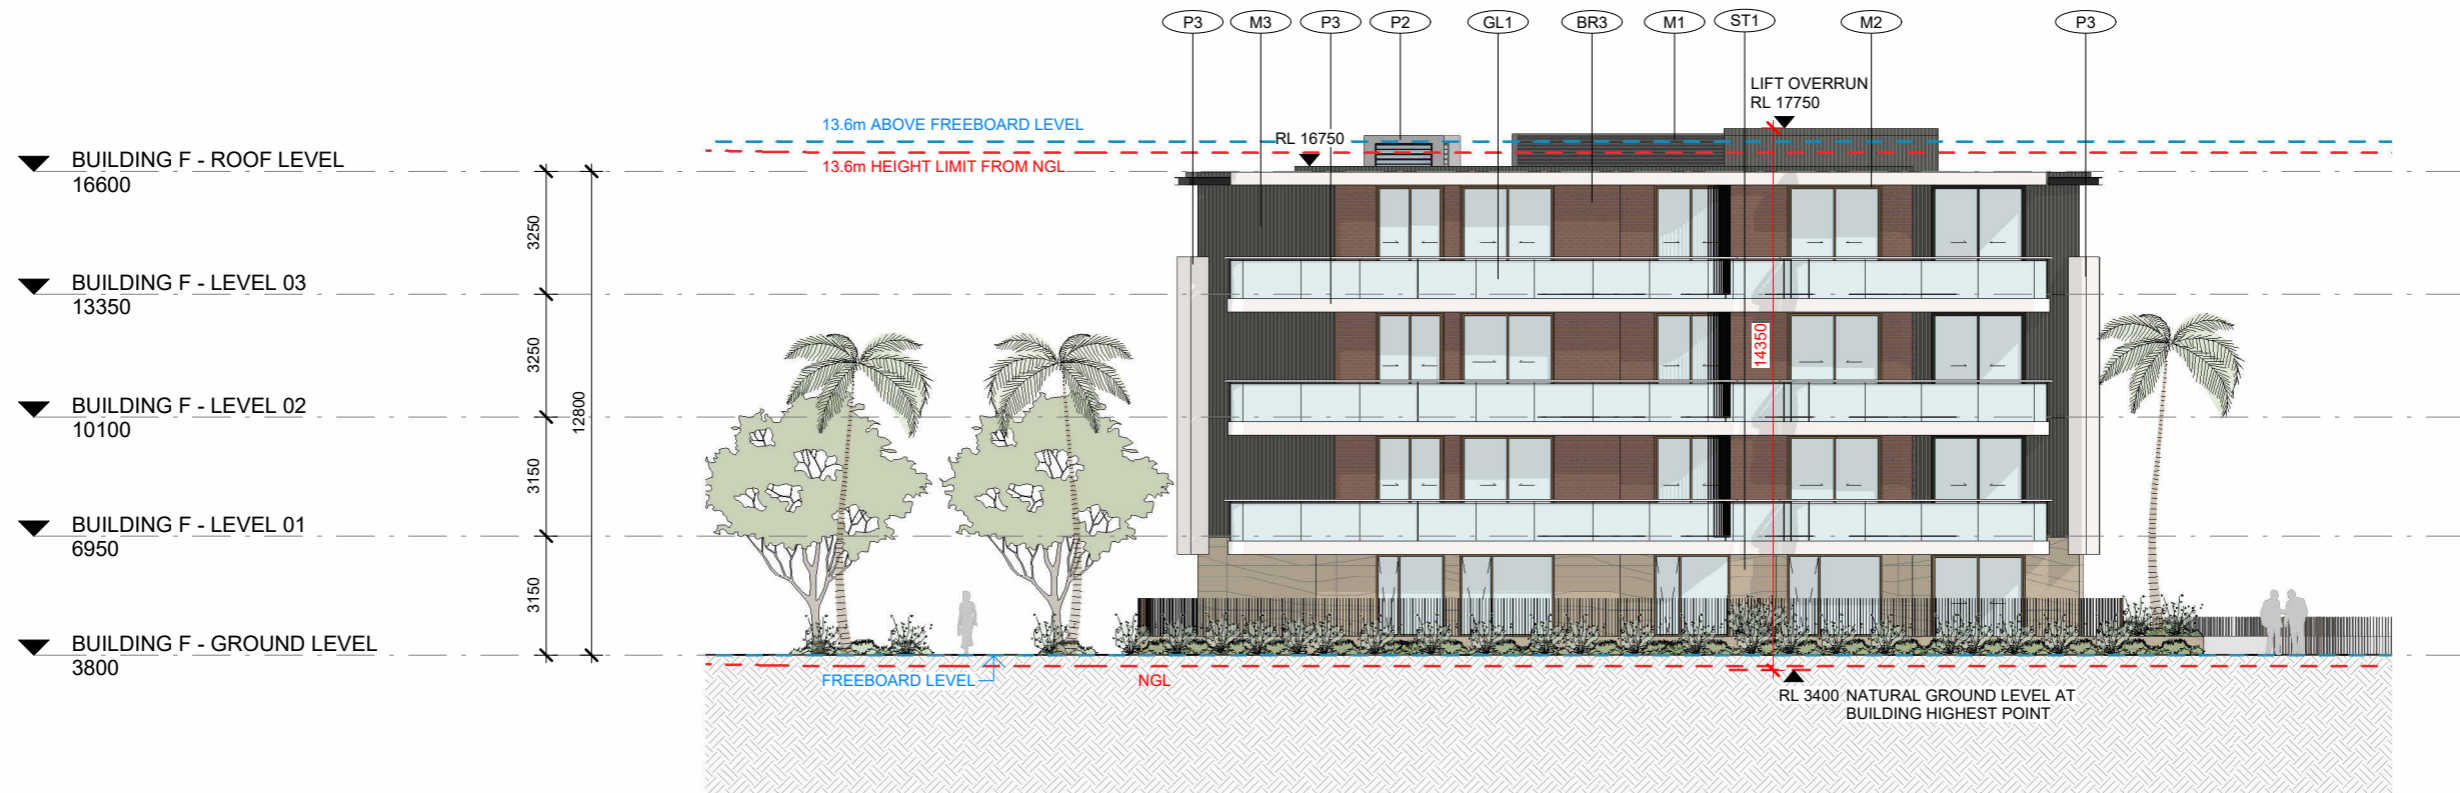 P3 M3 P3 P2 GL1 BR3 M1 ST1 M2 P3
LIFT OVERRUN
RL 17750
13.6m ABOVE FREEBOARD LEVEL
RL 16750
13.6m HEIGHT LIMIT FROM NGL
BUILDING F - ROOF LEVEL
16600
3250
BUILDING F - LEVEL 03
13350
3250
14350
BUILDING F - LEVEL 02
10100
12800
3150
BUILDING F - LEVEL 01
6950
3150
BUILDING F - GROUND LEVEL
3800
FREEBOARD LEVEL
NGL
RL 3400 NATURAL GROUND LEVEL AT
BUILDING HIGHEST POINT